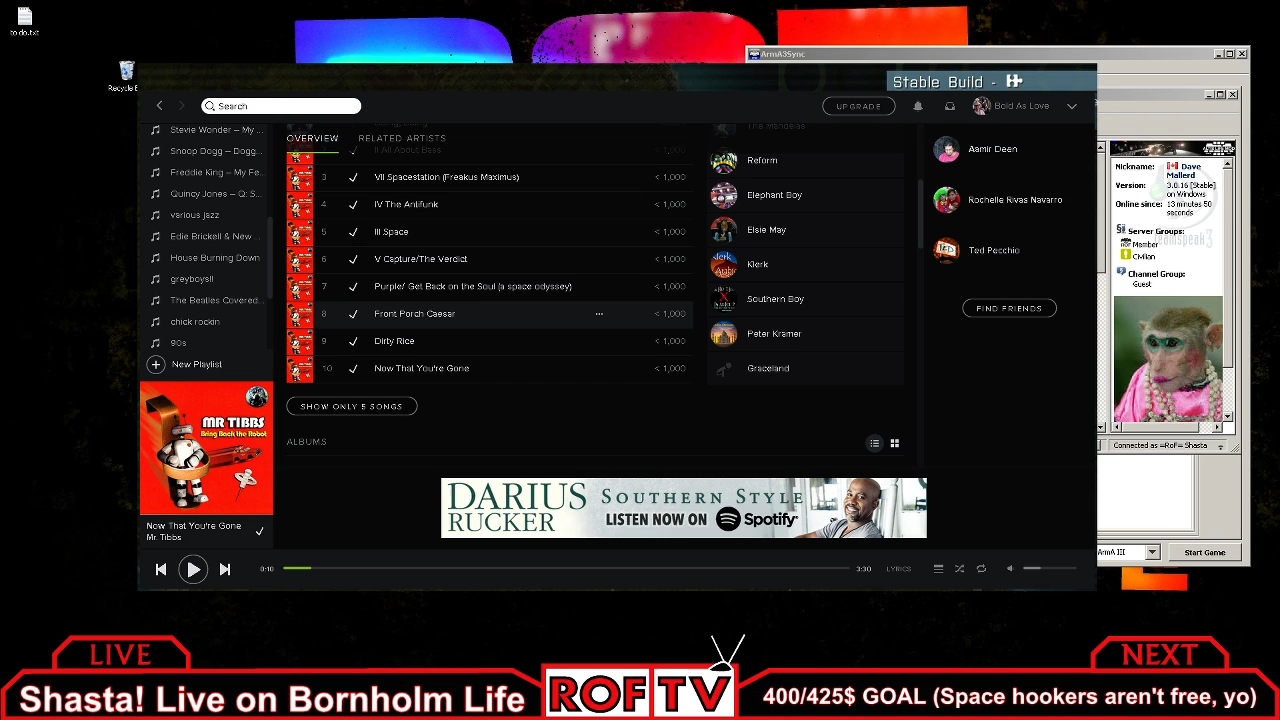 to do.txt
ArmA3Sync
Stable Build -
Search
UPGRADE
Bold As Love
Stevie Wonder – My ...
Snoop Dogg – Dogg...
Freddie King – My Fe...
Quincy Jones – Q: S...
various jazz
Edie Brickell & New ...
House Burning Down
greyboys!!
The Beatles Covered...
chick rockin
90s
New Playlist
MR TIBBS
Bring Back the Robot
Now That You're Gone
Mr. Tibbs
OVERVIEW RELATED ARTISTS
II All About Bass
3 VII Spacestation (Freakus Maximus) < 1,000
4 IV The Antifunk < 1,000
5 III Space < 1,000
6 V Capture/The Verdict < 1,000
7 Purple/ Get Back on the Soul (a space odyssey) < 1,000
8 Front Porch Caesar ... < 1,000
9 Dirty Rice < 1,000
10 Now That You're Gone < 1,000
SHOW ONLY 5 SONGS
ALBUMS
The Mandelas
Reform
Elephant Boy
Elsie May
Klerk
Southern Boy
Peter Kramer
Graceland
Aamir Deen
Rochelle Rivas Navarro
Ted Pecchio
FIND FRIENDS
DARIUS
RUCKER
SOUTHERN STYLE
LISTEN NOW ON Spotify
0:10
3:30
LYRICS
Nickname: Dave
Mallerd
Version: 3.0.16 [Stable]
on Windows
Online since: 13 minutes 50
seconds
Server Groups:
Member
Civilian
Channel Group:
Guest
Connected as =RoF= Shasta
ArmA III
Start Game
LIVE
Shasta! Live on Bornholm Life
ROF TV
NEXT
400/425$ GOAL (Space hookers aren't free, yo)